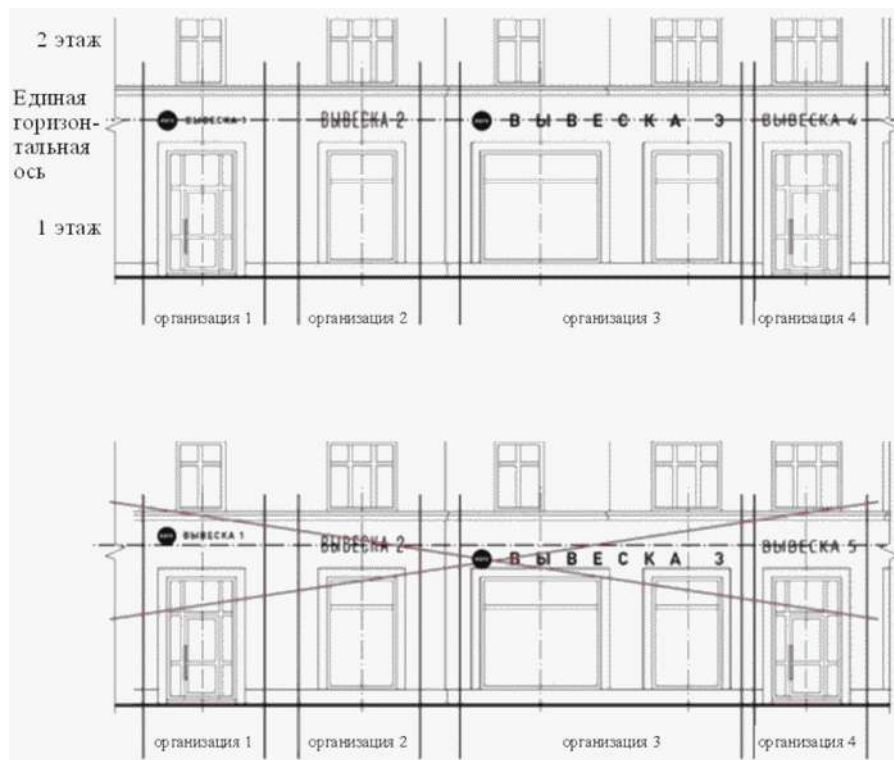 2 этаж
Единая
горизон-
тальная
ось
ВЫВЕСКА 1
ВЫВЕСКА 2
ВЫВЕСКА 3
ВЫВЕСКА 4
1 этаж
организация 1
организация 2
организация 3
организация 4
ВЫВЕСКА 1
ВЫВЕСКА 2
ВЫВЕСКА 3
ВЫВЕСКА 5
организация 1
организация 2
организация 3
организация 4